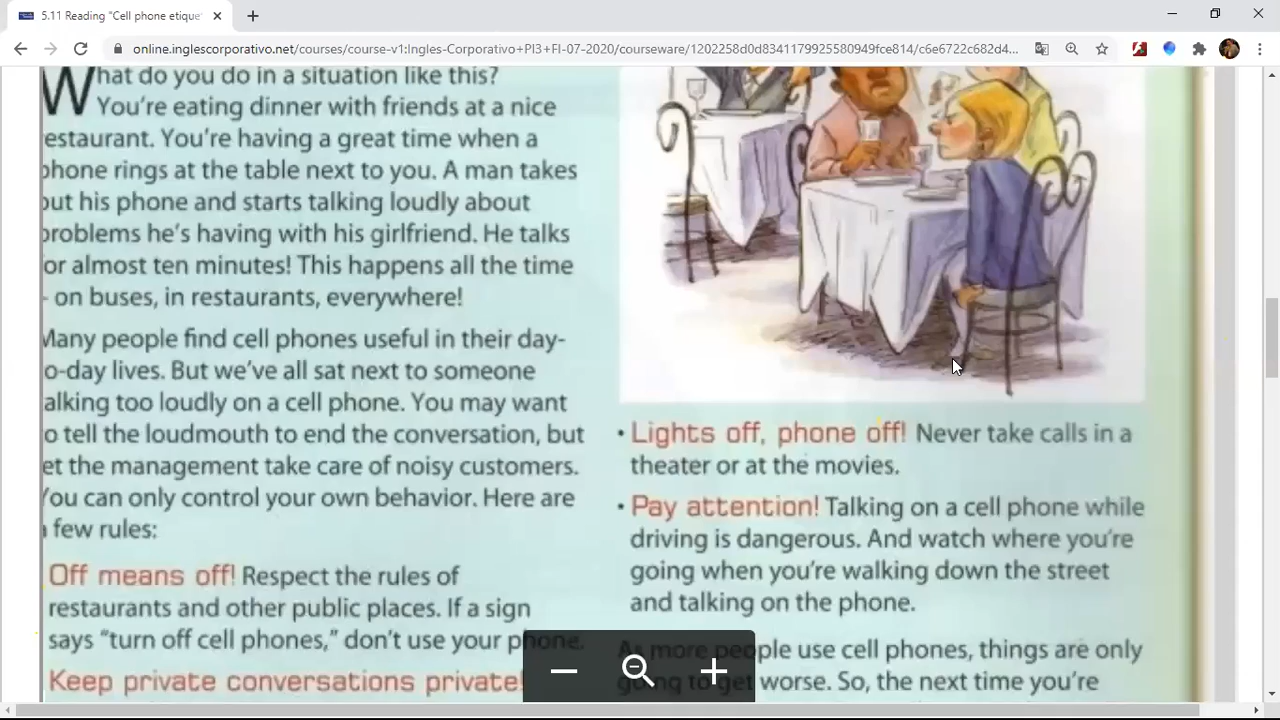 5.11 Reading "Cell phone etique
online.inglescorporativo.net/courses/course-v1:Ingles-Corporativo+PI3+FI-07-2020/courseware/1202258d1d8341179925580949fce814/c6e6722c682d4...
What do you do in a situation like this?
You're eating dinner with friends at a nice
restaurant. You're having a great time when a
phone rings at the table next to you. A man takes
out his phone and starts talking loudly about
problems he's having with his girlfriend. He talks
for almost ten minutes! This happens all the time
- on buses, in restaurants, everywhere!
Many people find cell phones useful in their day-
to-day lives. But we've all sat next to someone
talking too loudly on a cell phone. You may want
to tell the loudmouth to end the conversation, but
let the management take care of noisy customers.
You can only control your own behavior. Here are
a few rules:
Off means off! Respect the rules of
restaurants and other public places. If a sign
says "turn off cell phones," don't use your phone.
Keep private conversations private!
• Lights off, phone off! Never take calls in a
theater or at the movies.
• Pay attention! Talking on a cell phone while
driving is dangerous. And watch where you're
going when you're walking down the street
and talking on the phone.
As more people use cell phones, things are only
going to get worse. So, the next time you're